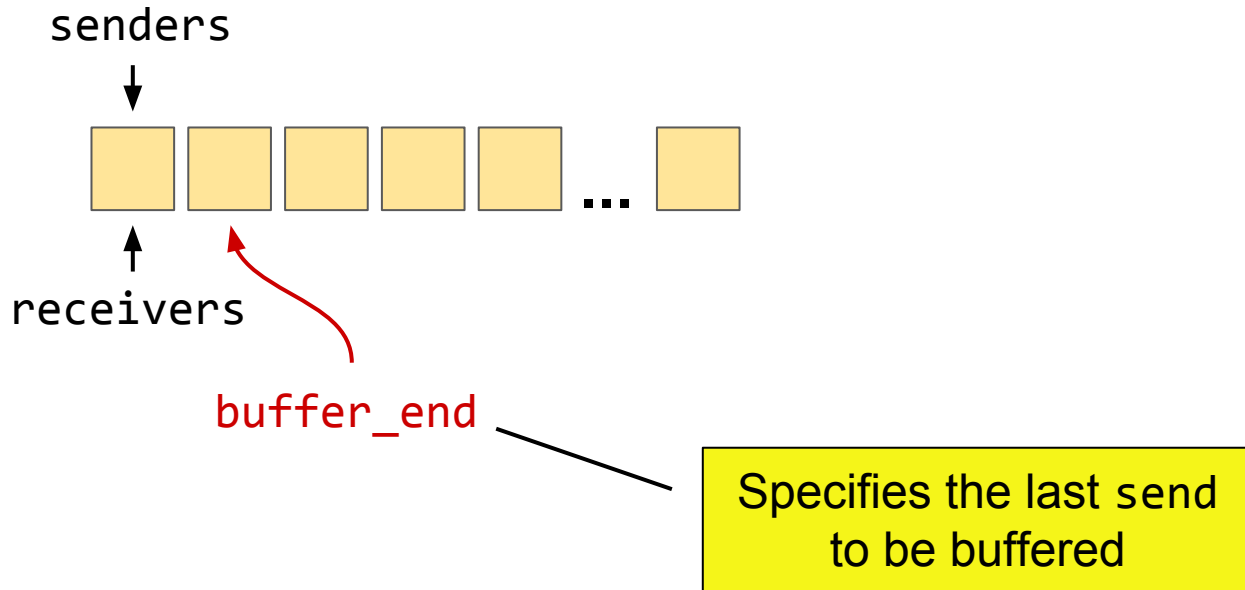 senders
...
receivers
buffer_end
Specifies the last send
to be buffered